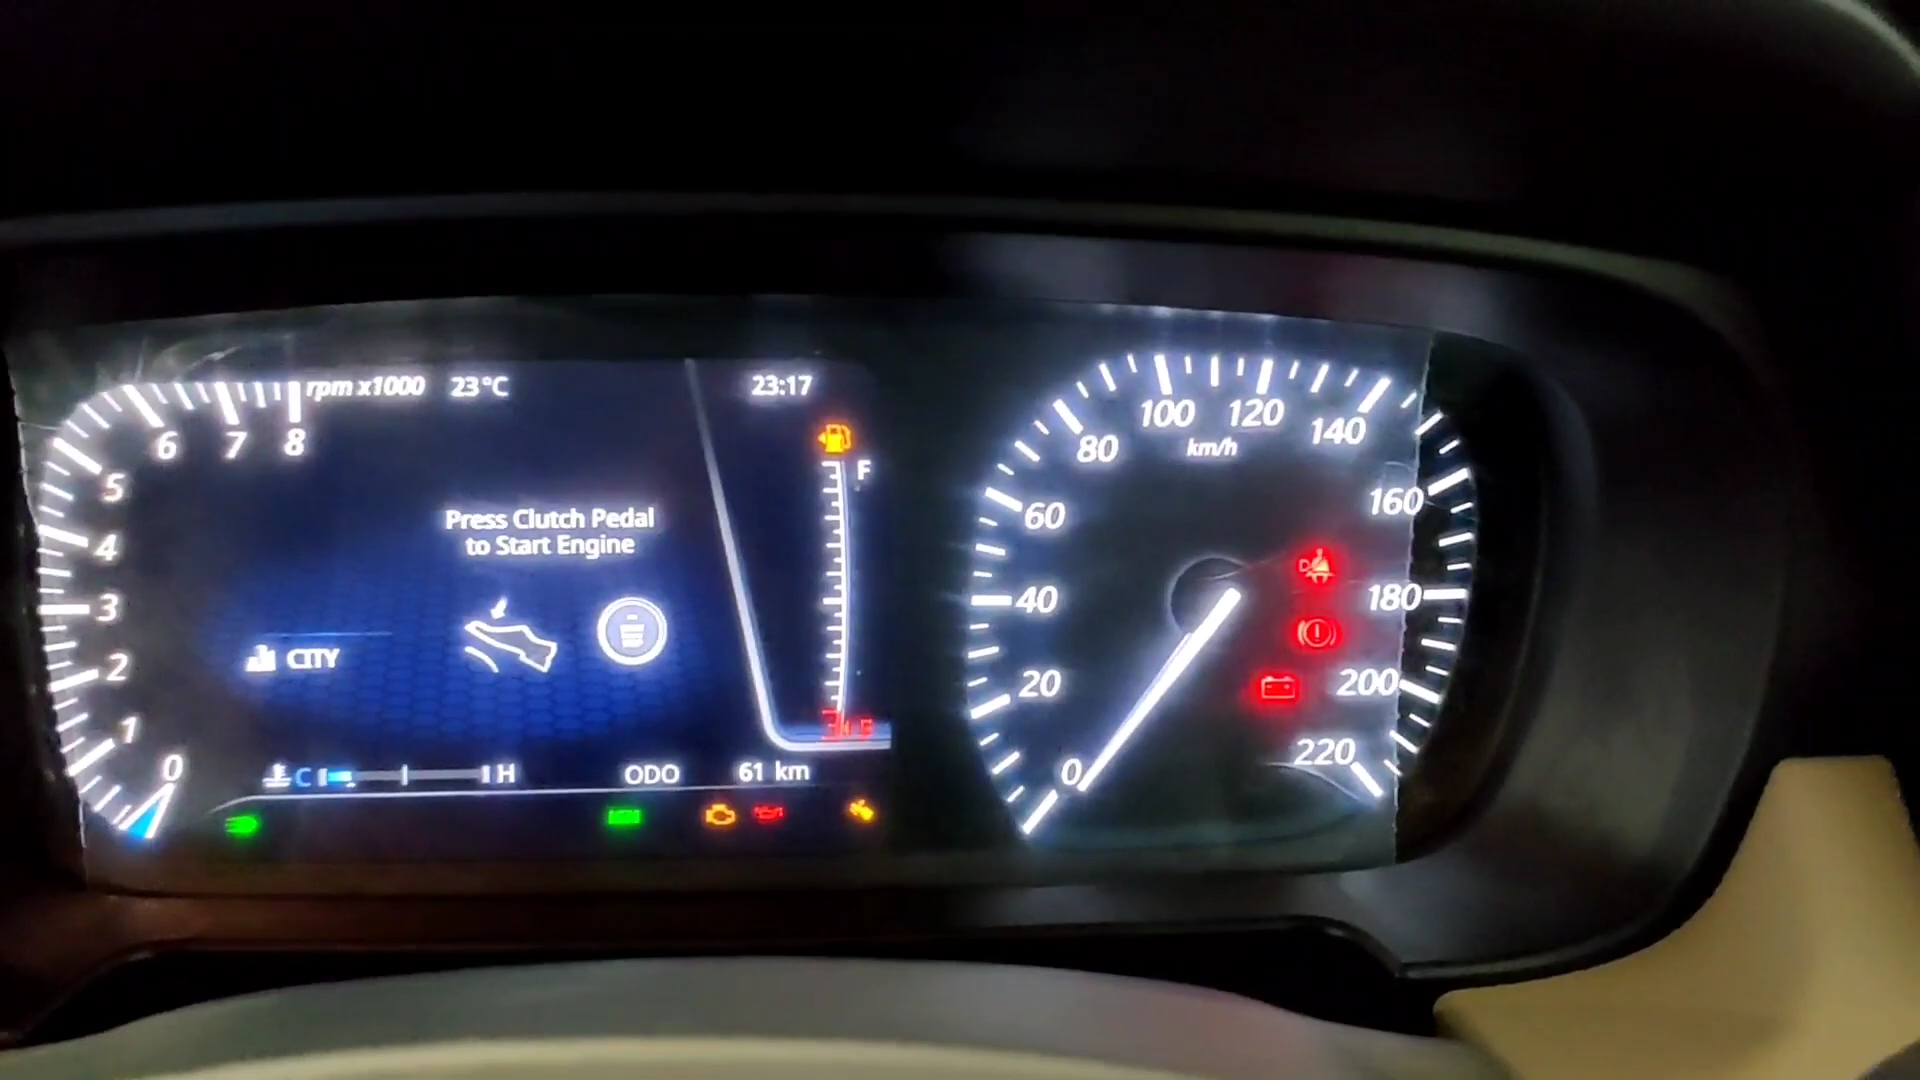 rpm x1000 23°C 23:17
8
7
6
5
4
3
2
1
0
F
Press Clutch Pedal
to Start Engine
CITY
C H
ODO 61 km
0
20
40
60
80
100
120
140
160
180
200
220
km/h